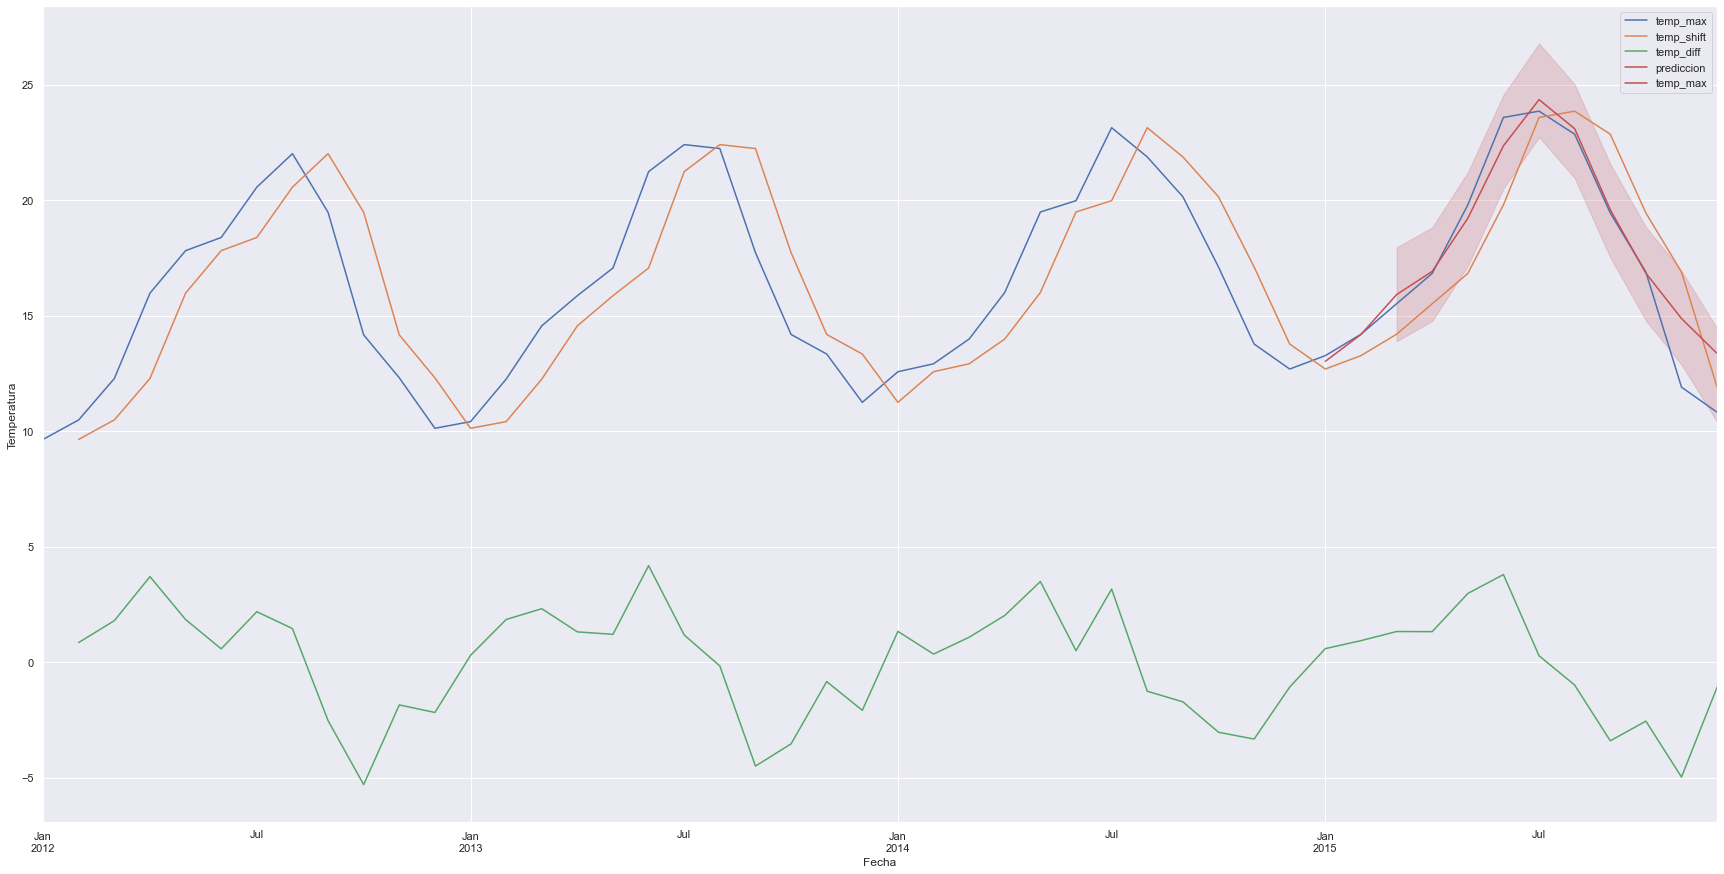 temp_max
temp_shift
temp_diff
prediccion
temp_max
25
20
15
10
5
0
−5
Temperatura
Jan
2012
Jul
Jan
2013
Jul
Jan
2014
Jul
Jan
2015
Jul
Fecha